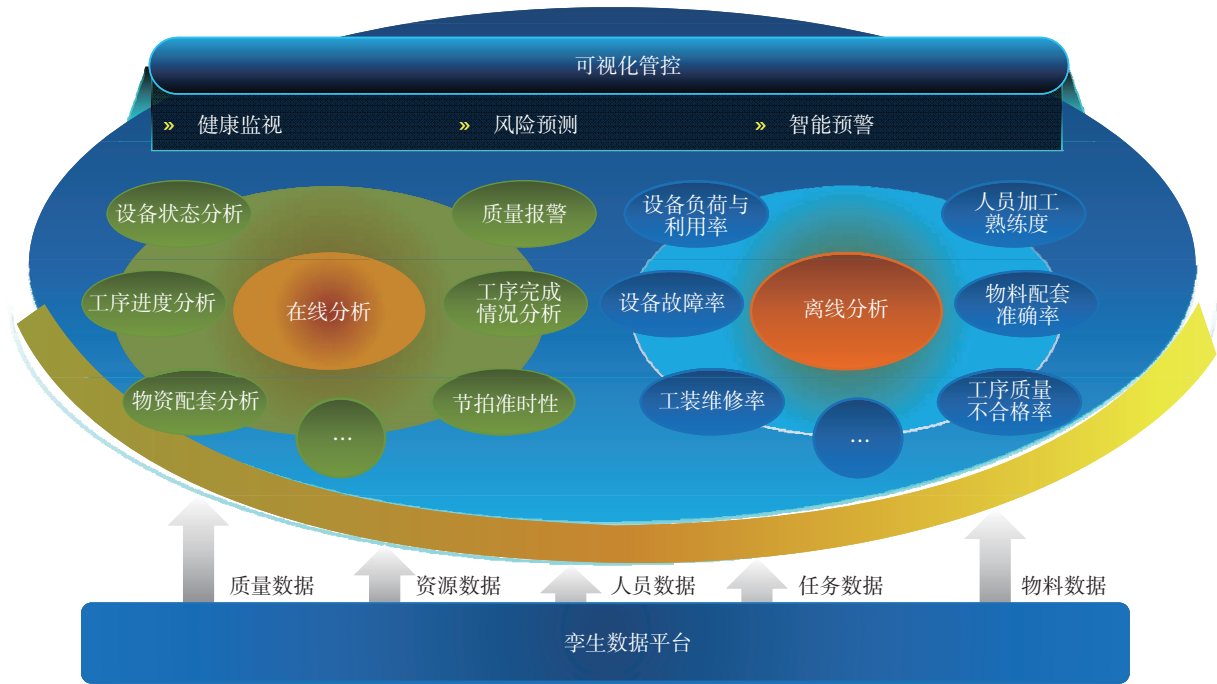 可视化管控
» 健康监视
» 风险预测
» 智能预警
设备状态分析
质量报警
工序进度分析
在线分析
工序完成
情况分析
物资配套分析
节拍准时性
…
设备负荷与
利用率
人员加工
熟练度
设备故障率
离线分析
物料配套
准确率
工装维修率
工序质量
不合格率
…
质量数据
资源数据
人员数据
任务数据
物料数据
孪生数据平台